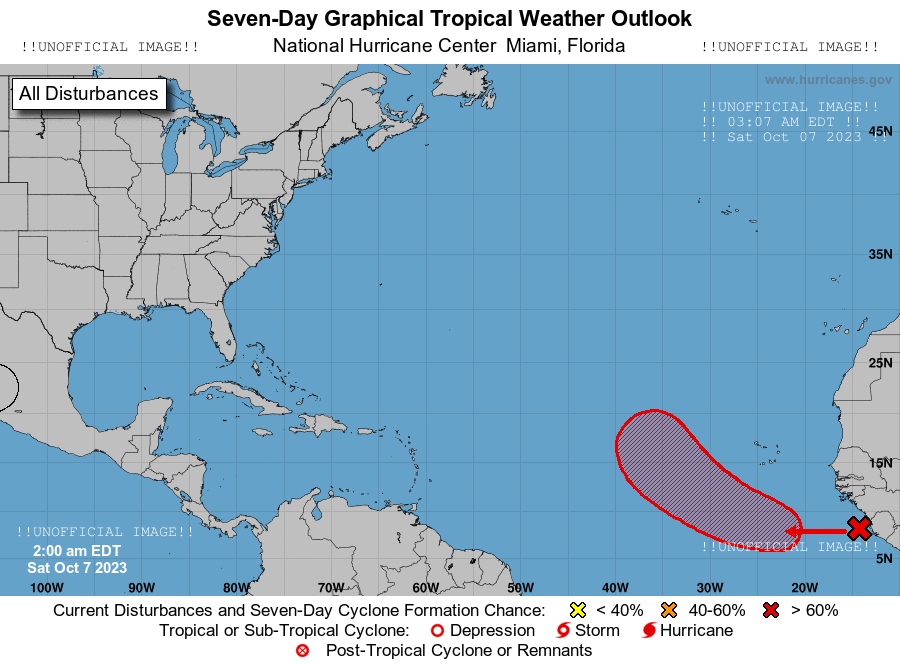 Seven-Day Graphical Tropical Weather Outlook
!!UNOFFICIAL IMAGE!!
National Hurricane Center  Miami, Florida
!!UNOFFICIAL IMAGE!!
www.hurricanes.gov
All Disturbances
!!UNOFFICIAL IMAGE!!
!! 03:07 AM EDT !!
!! Sat Oct 07 2023 !!
45N
35N
25N
15N
!!UNOFFICIAL IMAGE!!
2:00 am EDT
Sat Oct 7 2023
!!UNOFFICIAL IMAGE!!
5N
100W 90W 80W 70W 60W 50W 40W 30W 20W
Current Disturbances and Seven-Day Cyclone Formation Chance: < 40% 40-60% > 60%
Tropical or Sub-Tropical Cyclone: Depression Storm Hurricane
Post-Tropical Cyclone or Remnants